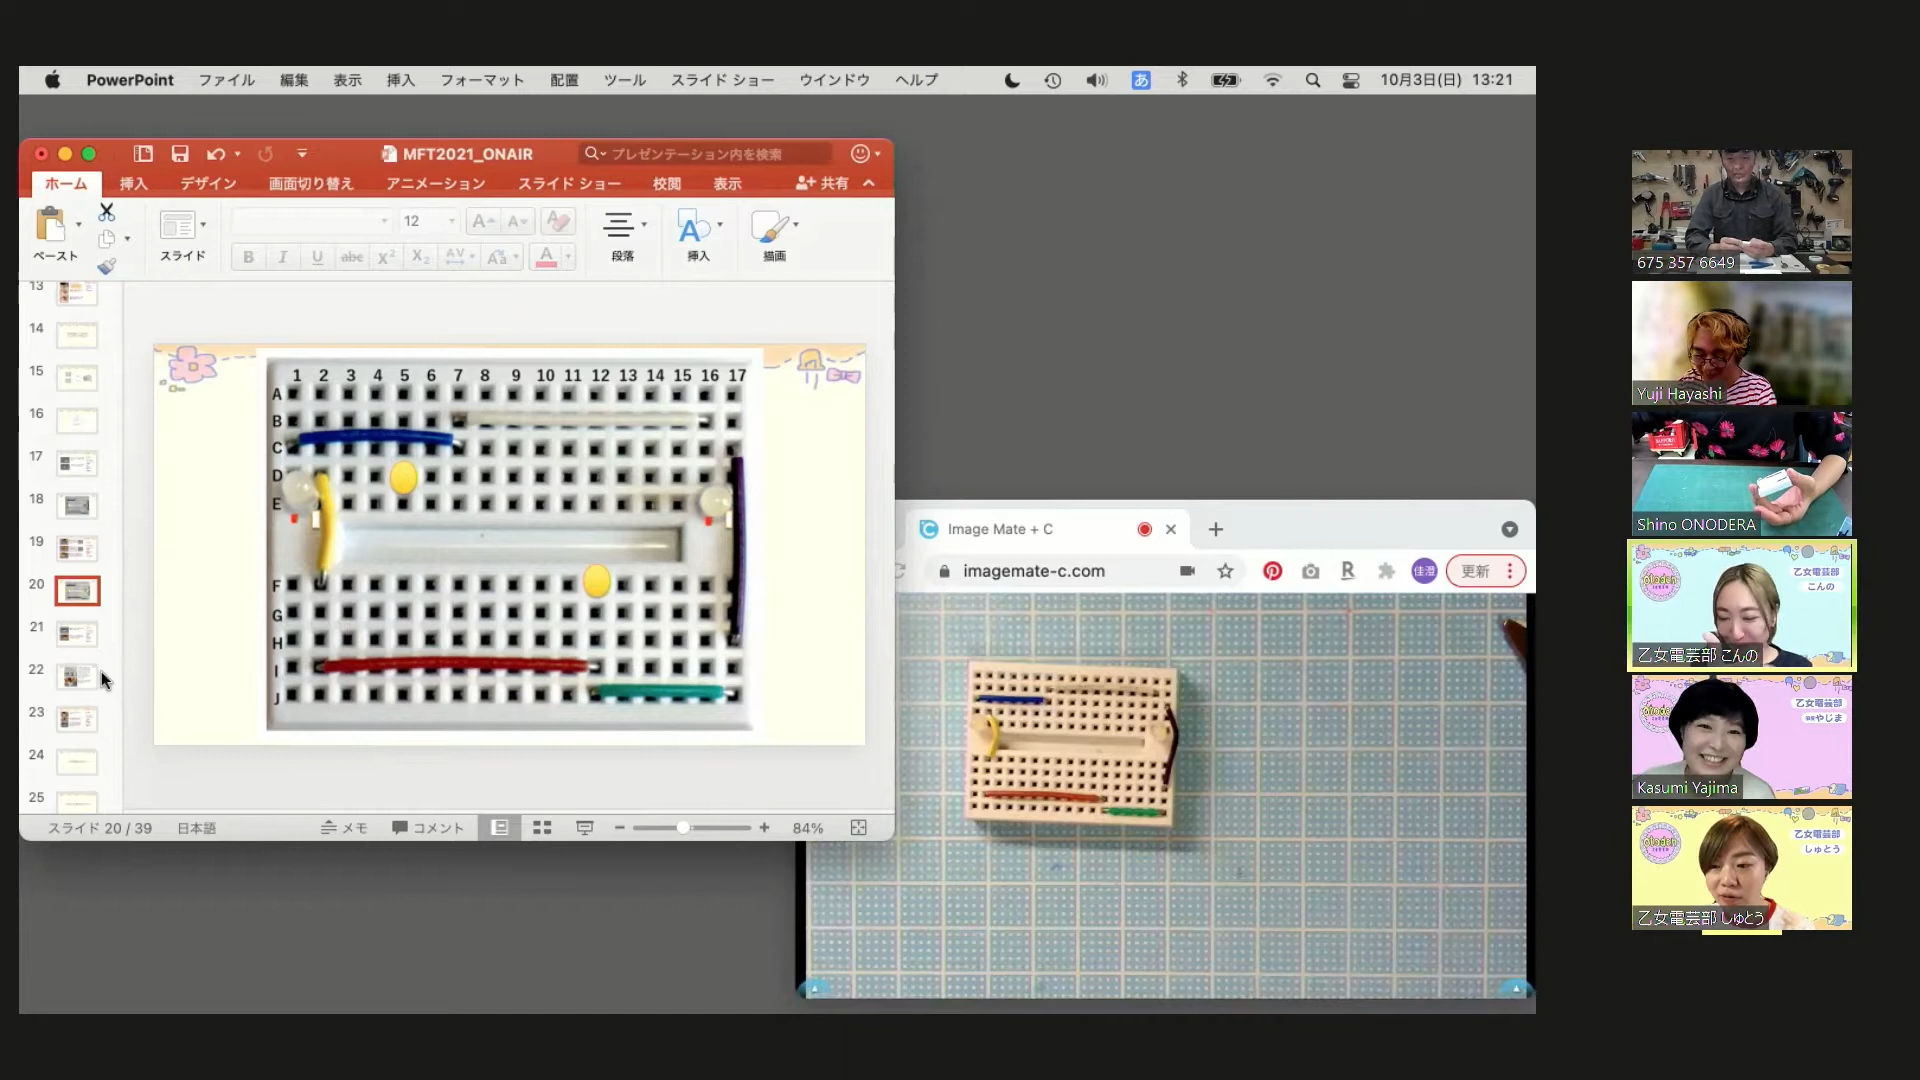 PowerPoint ファイル 編集 表示 挿入 フォーマット 配置 ツール スライド ショー ウインドウ ヘルプ あ 10月3日(日) 13:21
MFT2021_ONAIR プレゼンテーション内を検索
ホーム 挿入 デザイン 画面切り替え アニメーション スライド ショー 校閲 表示 共有
ペースト スライド 12 段落 挿入 描画
B I U abc X² X₂ AV Aa A
13
14
15
16
17
18
19
20
21
22
23
24
25
1 2 3 4 5 6 7 8 9 10 11 12 13 14 15 16 17
A
B
C
D
E
F
G
H
I
J
スライド 20 / 39 日本語 メモ コメント 84%
Image Mate + C
imagemate-c.com 佳澄 更新
675 357 6649
Yuji Hayashi
Shino ONODERA
乙女電芸部
こんの
乙女電芸部 こんの
乙女電芸部
やじま
Kasumi Yajima
乙女電芸部
しゅとう
乙女電芸部 しゅとう